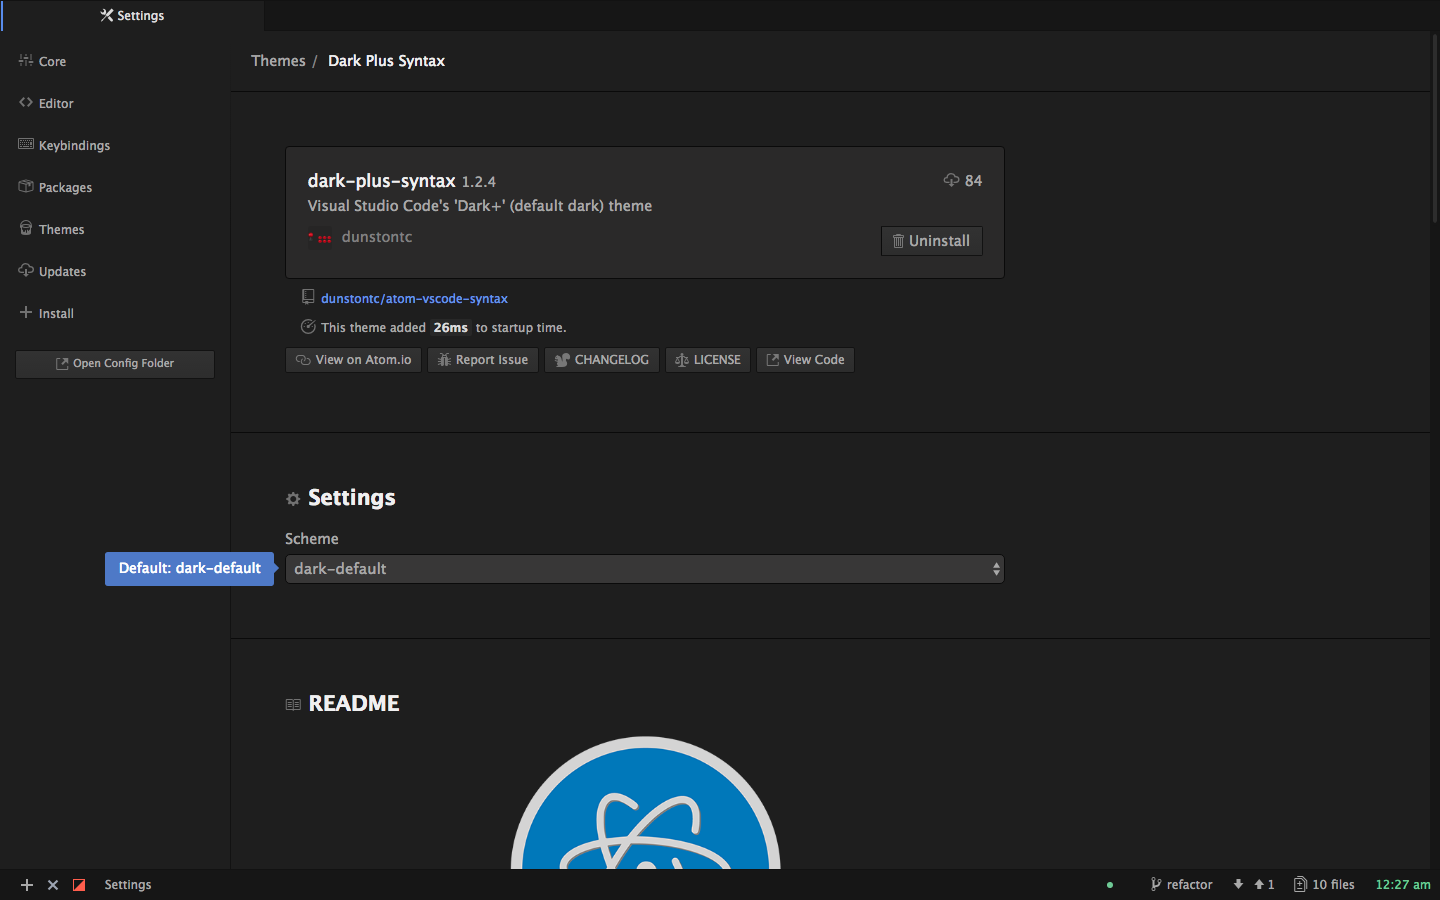 Settings
Core
Editor
Keybindings
Packages
Themes
Updates
Install
Open Config Folder
Themes / Dark Plus Syntax
dark-plus-syntax 1.2.4
84
Visual Studio Code's 'Dark+' (default dark) theme
dunstontc
Uninstall
dunstontc/atom-vscode-syntax
This theme added 26ms to startup time.
View on Atom.io Report Issue CHANGELOG LICENSE View Code
Settings
Scheme
Default: dark-default
dark-default
README
Settings
refactor 1 10 files 12:27 am